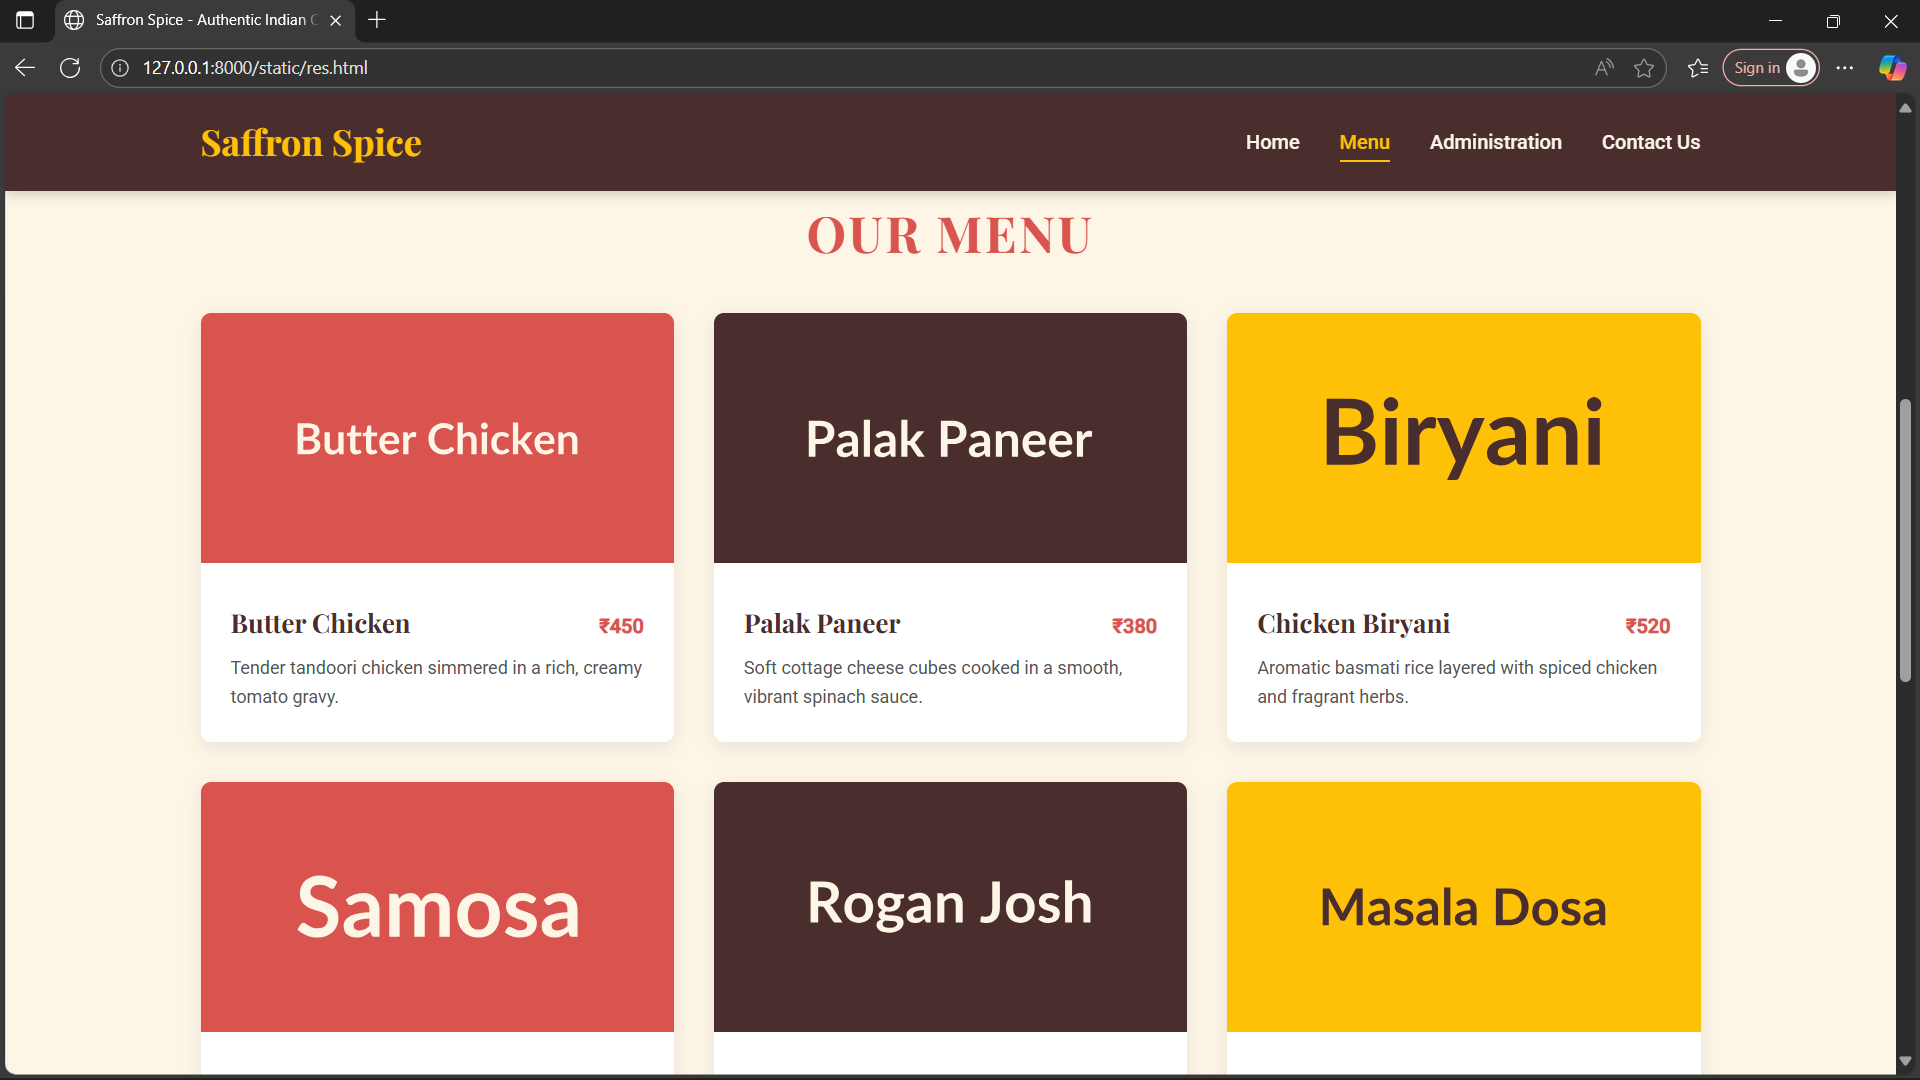 Saffron Spice - Authentic Indian
127.0.0.1:8000/static/res.html
Sign in
Saffron Spice
Home
Menu
Administration
Contact Us
OUR MENU
Butter Chicken
Palak Paneer
Biryani
Butter Chicken
₹450
Tender tandoori chicken simmered in a rich, creamy
tomato gravy.
Palak Paneer
₹380
Soft cottage cheese cubes cooked in a smooth,
vibrant spinach sauce.
Chicken Biryani
₹520
Aromatic basmati rice layered with spiced chicken
and fragrant herbs.
Samosa
Rogan Josh
Masala Dosa